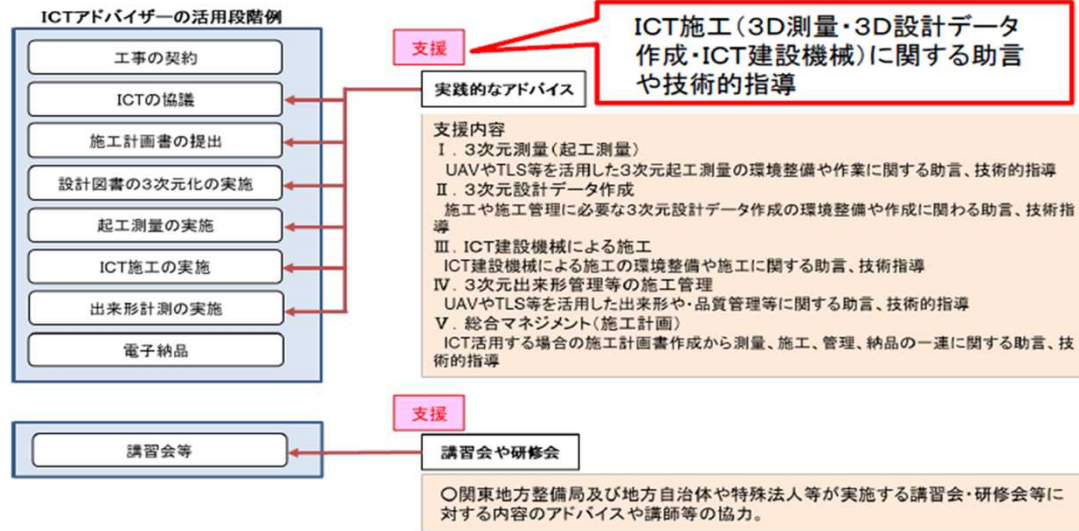 ICTアドバイザーの活用段階例
工事の契約
ICTの協議
施工計画書の提出
設計図書の3次元化の実施
起工測量の実施
ICT施工の実施
出来形計測の実施
電子納品
支援
実践的なアドバイス
ICT施工(3D測量・3D設計データ
作成・ICT建設機械)に関する助言
や技術的指導
支援内容
Ⅰ．3次元測量(起工測量)
UAVやTLS等を活用した3次元起工測量の環境整備や作業に関する助言、技術的指導
Ⅱ．3次元設計データ作成
施工や施工管理に必要な3次元設計データ作成の環境整備や作成に関わる助言、技術指
導
Ⅲ．ICT建設機械による施工
ICT建設機械による施工の環境整備や施工に関する助言、技術指導
Ⅳ．3次元出来形管理等の施工管理
UAVやTLS等を活用した出来形や・品質管理等に関する助言、技術的指導
Ⅴ．総合マネジメント(施工計画)
ICT活用する場合の施工計画書作成から測量、施工、管理、納品の一連に関する助言、技
術的指導
講習会等
支援
講習会や研修会
〇関東地方整備局及び地方自治体や特殊法人等が実施する講習会・研修会等に
対する内容のアドバイスや講師等の協力。